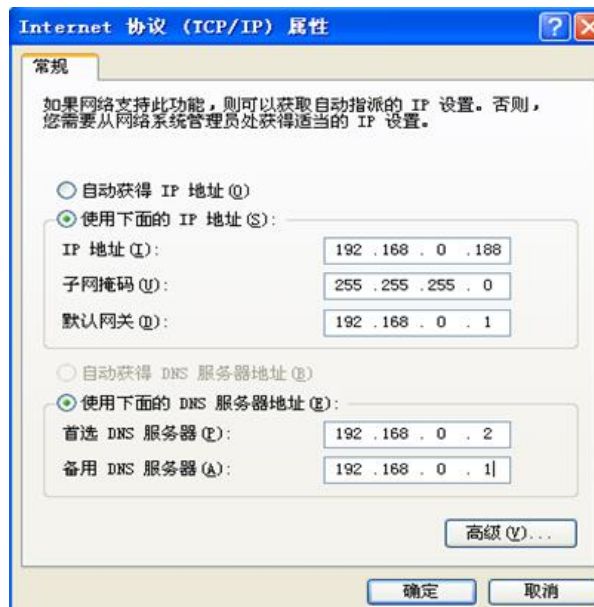 Internet 协议 (TCP/IP) 属性
常规
如果网络支持此功能，则可以获取自动指派的 IP 设置。否则，
您需要从网络系统管理员处获得适当的 IP 设置。
自动获得 IP 地址(O)
使用下面的 IP 地址(S):
IP 地址(I): 192 .168 . 0 .188
子网掩码(U): 255 .255 .255 . 0
默认网关(D): 192 .168 . 0 . 1
自动获得 DNS 服务器地址(B)
使用下面的 DNS 服务器地址(E):
首选 DNS 服务器(P): 192 .168 . 0 . 2
备用 DNS 服务器(A): 192 .168 . 0 . 1
高级(V)...
确定 取消